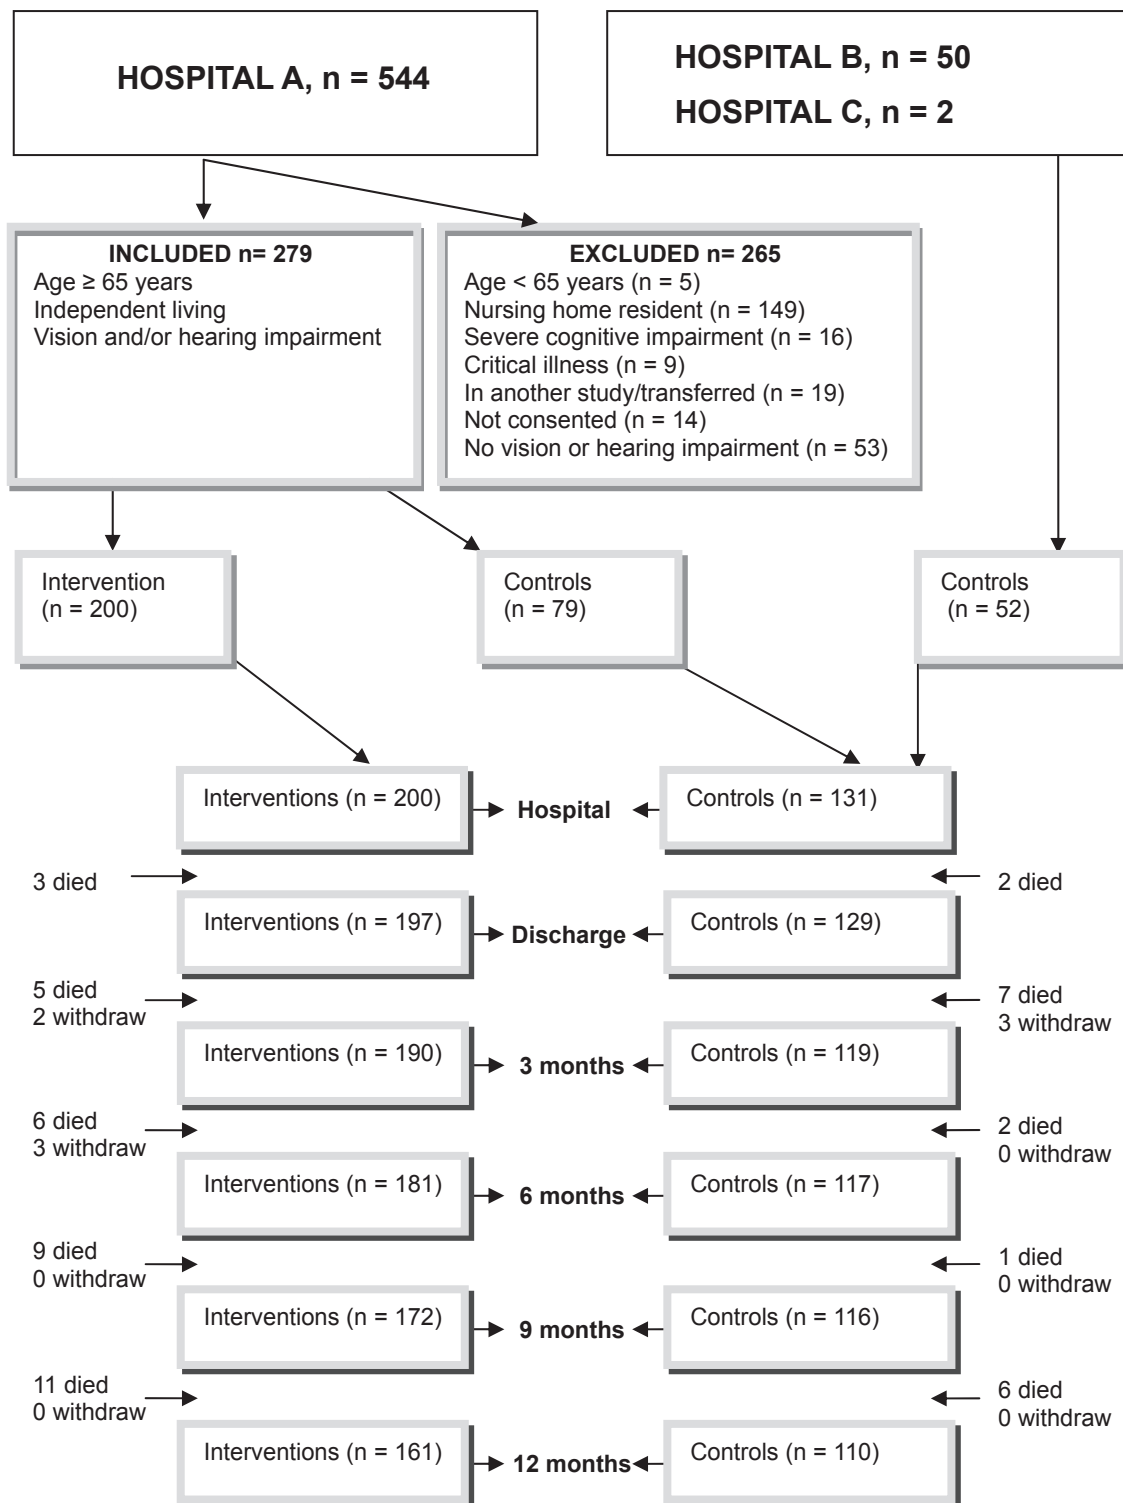 HOSPITAL A, n = 544
HOSPITAL B, n = 50
HOSPITAL C, n = 2
INCLUDED n= 279
Age ≥ 65 years
Independent living
Vision and/or hearing impairment
EXCLUDED n= 265
Age < 65 years (n = 5)
Nursing home resident (n = 149)
Severe cognitive impairment (n = 16)
Critical illness (n = 9)
In another study/transferred (n = 19)
Not consented (n = 14)
No vision or hearing impairment (n = 53)
Intervention
(n = 200)
Controls
(n = 79)
Controls
(n = 52)
Interventions (n = 200)
Hospital
Controls (n = 131)
3 died
2 died
Interventions (n = 197)
Discharge
Controls (n = 129)
5 died
2 withdraw
7 died
3 withdraw
Interventions (n = 190)
3 months
Controls (n = 119)
6 died
3 withdraw
2 died
0 withdraw
Interventions (n = 181)
6 months
Controls (n = 117)
9 died
0 withdraw
1 died
0 withdraw
Interventions (n = 172)
9 months
Controls (n = 116)
11 died
0 withdraw
6 died
0 withdraw
Interventions (n = 161)
12 months
Controls (n = 110)